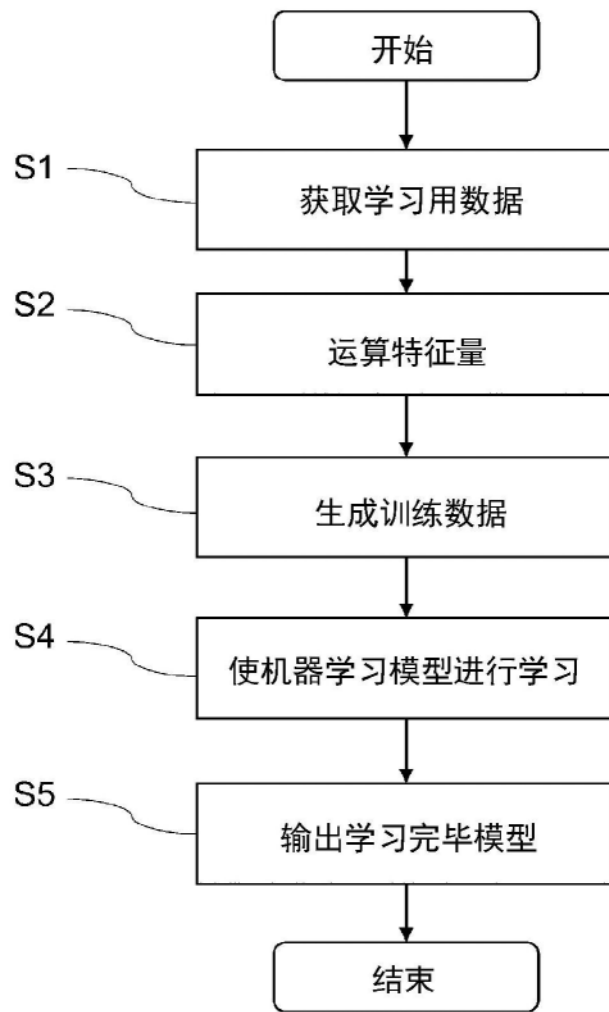 开始
S1
获取学习用数据
S2
运算特征量
S3
生成训练数据
S4
使机器学习模型进行学习
S5
输出学习完毕模型
结束